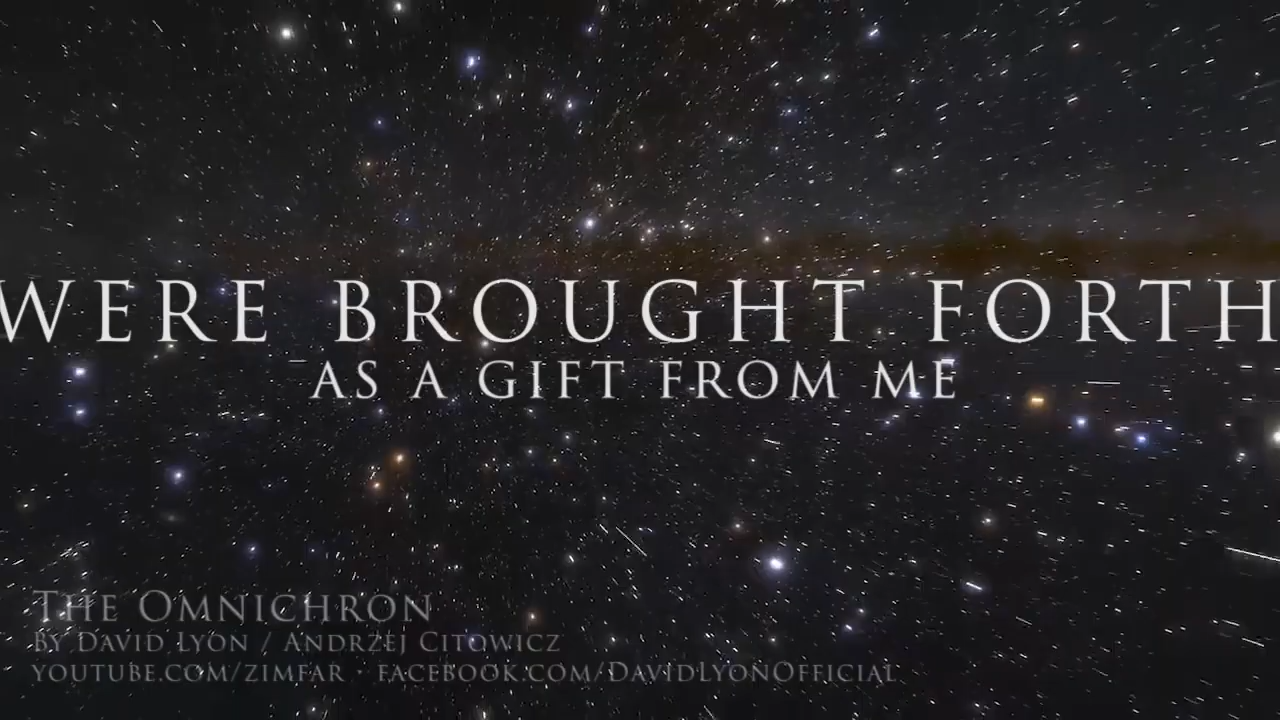 WERE BROUGHT FORTH
AS A GIFT FROM ME
THE OMNICHRON
BY DAVID LYON / ANDRZEJ CITOWICZ
YOUTUBE.COM/ZIMFAR · FACEBOOK.COM/DAVIDLYONOFFICIAL